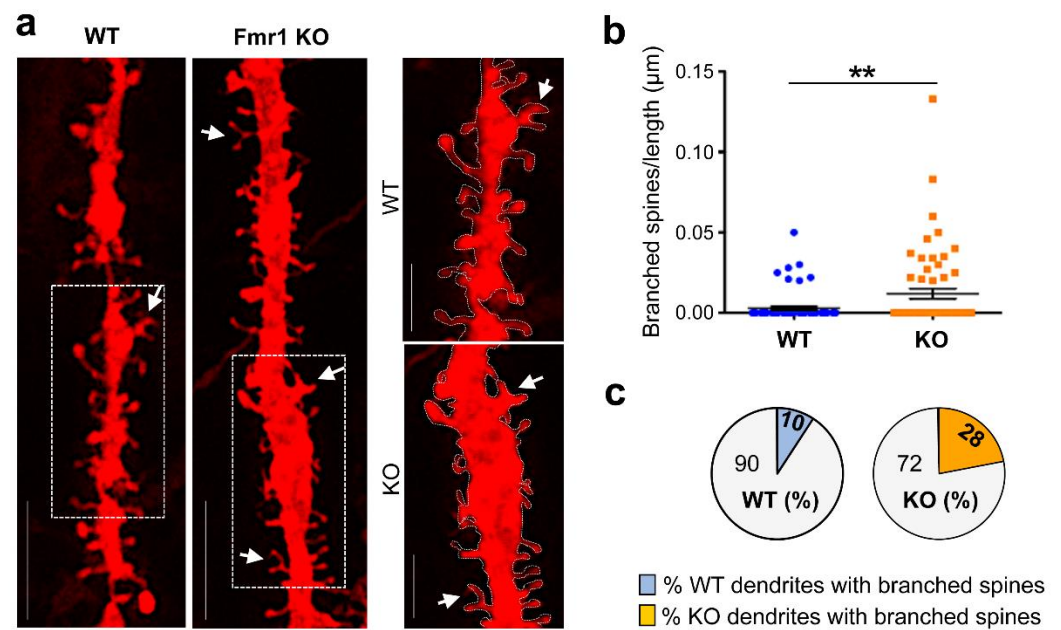 a
WT
Fmr1 KO
WT
KO
b
Branched spines/length (µm)
0.15
0.10
0.05
0.00
**
WT
KO
c
10
90
WT (%)
28
72
KO (%)
% WT dendrites with branched spines
% KO dendrites with branched spines